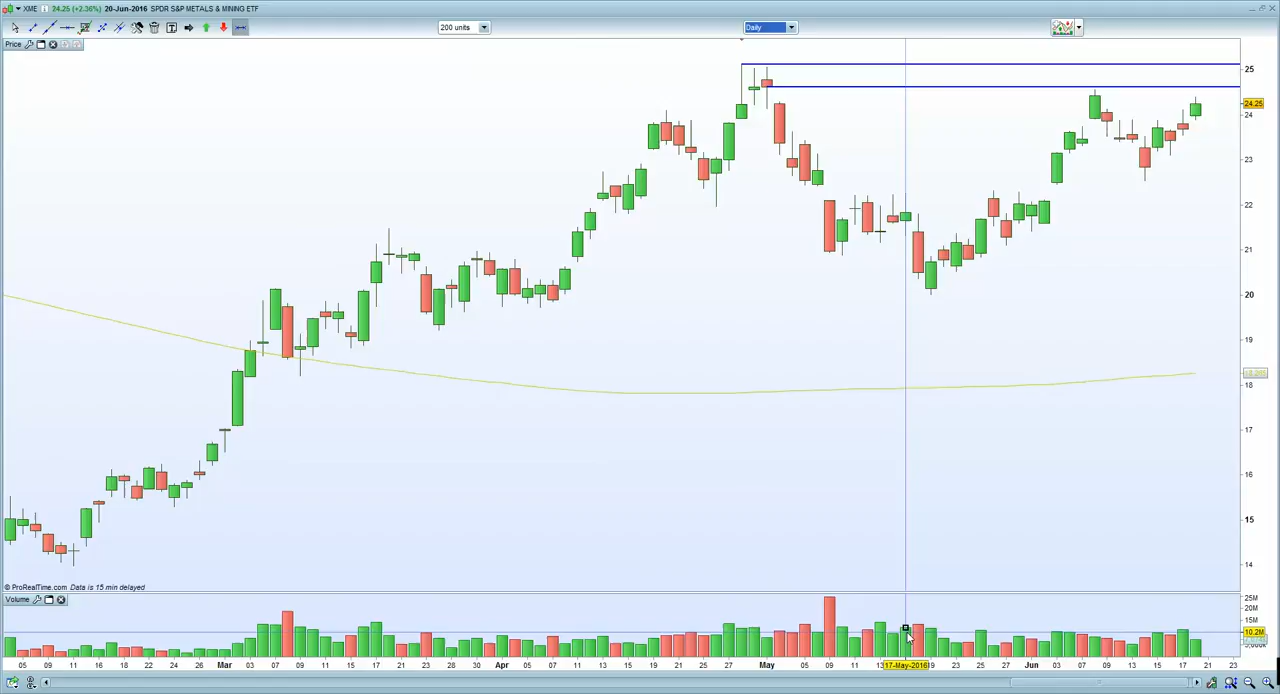 XME 24.25 (+2.36%) 20-Jun-2016 SPDR S&P METALS & MINING ETF
200 units
Daily
Price
25
24.25
24
23
22
21
20
19
18
17
16
15
14
© ProRealTime.com Data is 15 min delayed
Volume
25M
20M
15M
10.2M
05 09 11 16 18 22 24 26 Mar 03 07 09 11 15 17 21 23 28 30 Apr 05 07 11 13 15 19 21 25 27 May 03 05 09 11 13 17-May-2016 19 23 25 27 Jun 03 07 09 13 15 17 21 23